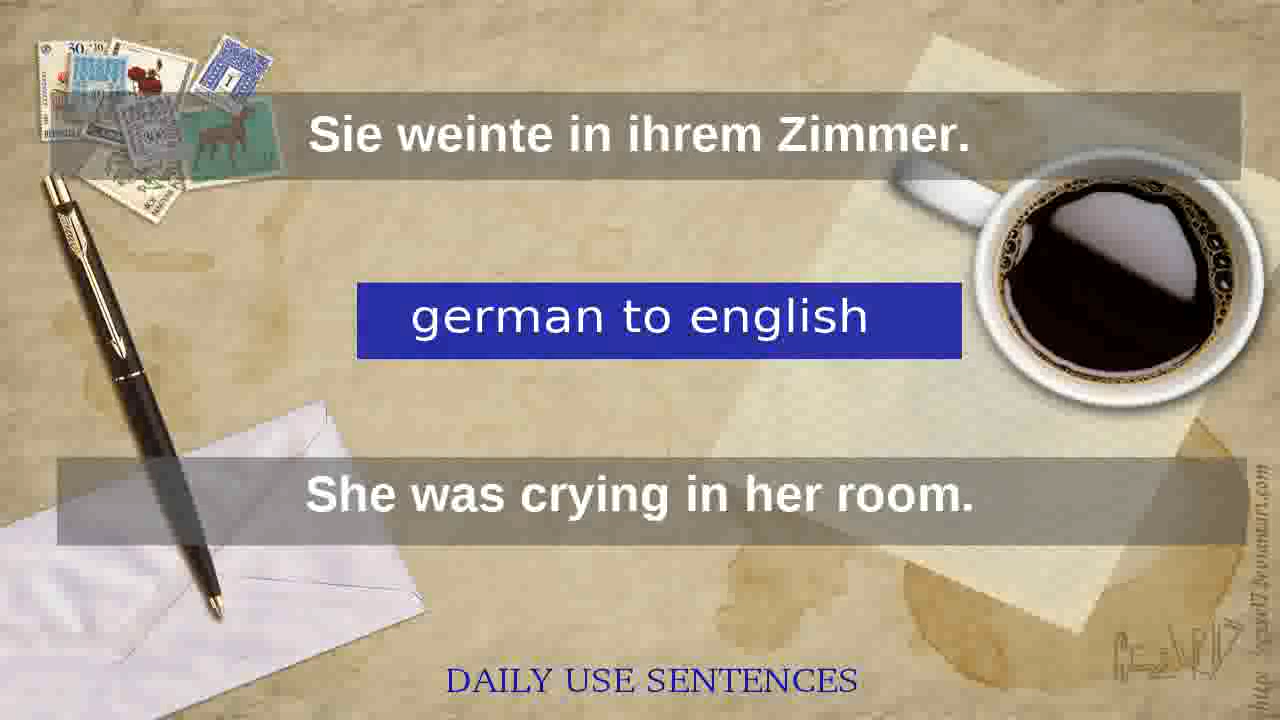 Sie weinte in ihrem Zimmer.
german to english
She was crying in her room.
DAILY USE SENTENCES